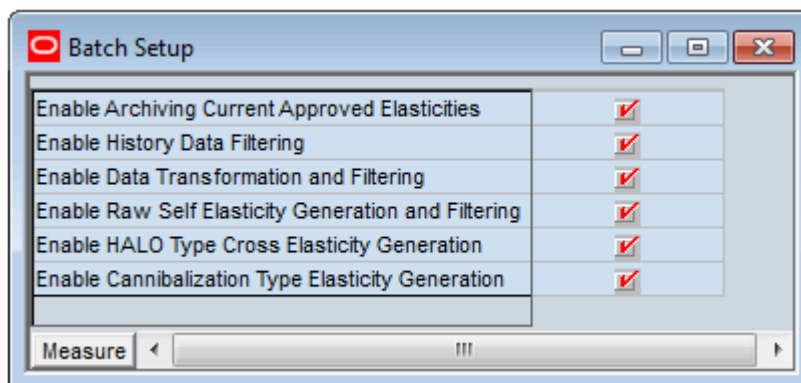 Batch Setup
Enable Archiving Current Approved Elasticities
Enable History Data Filtering
Enable Data Transformation and Filtering
Enable Raw Self Elasticity Generation and Filtering
Enable HALO Type Cross Elasticity Generation
Enable Cannibalization Type Elasticity Generation
Measure